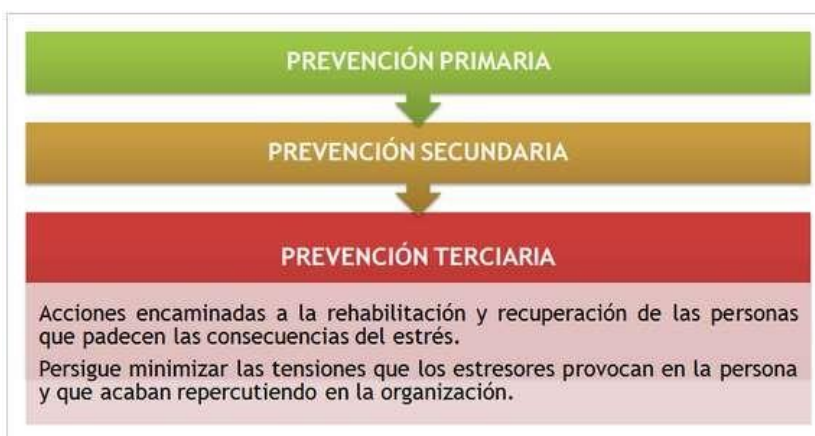 PREVENCIÓN PRIMARIA
PREVENCIÓN SECUNDARIA
PREVENCIÓN TERCIARIA
Acciones encaminadas a la rehabilitación y recuperación de las personas
que padecen las consecuencias del estrés.
Persigue minimizar las tensiones que los estresores provocan en la persona
y que acaban repercutiendo en la organización.